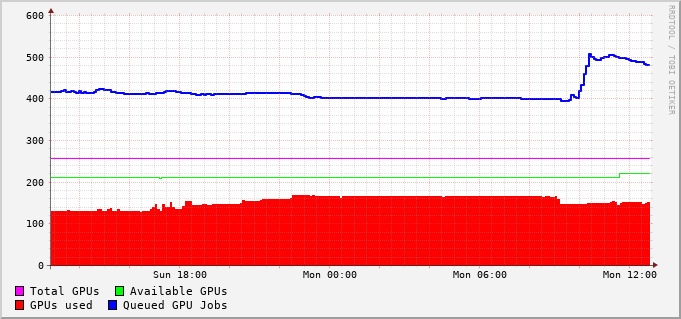 600
500
400
300
200
100
0
Sun 18:00 Mon 00:00 Mon 06:00 Mon 12:00
Total GPUs Available GPUs
GPUs used Queued GPU Jobs
RRDTOOL / TOBI OETIKER